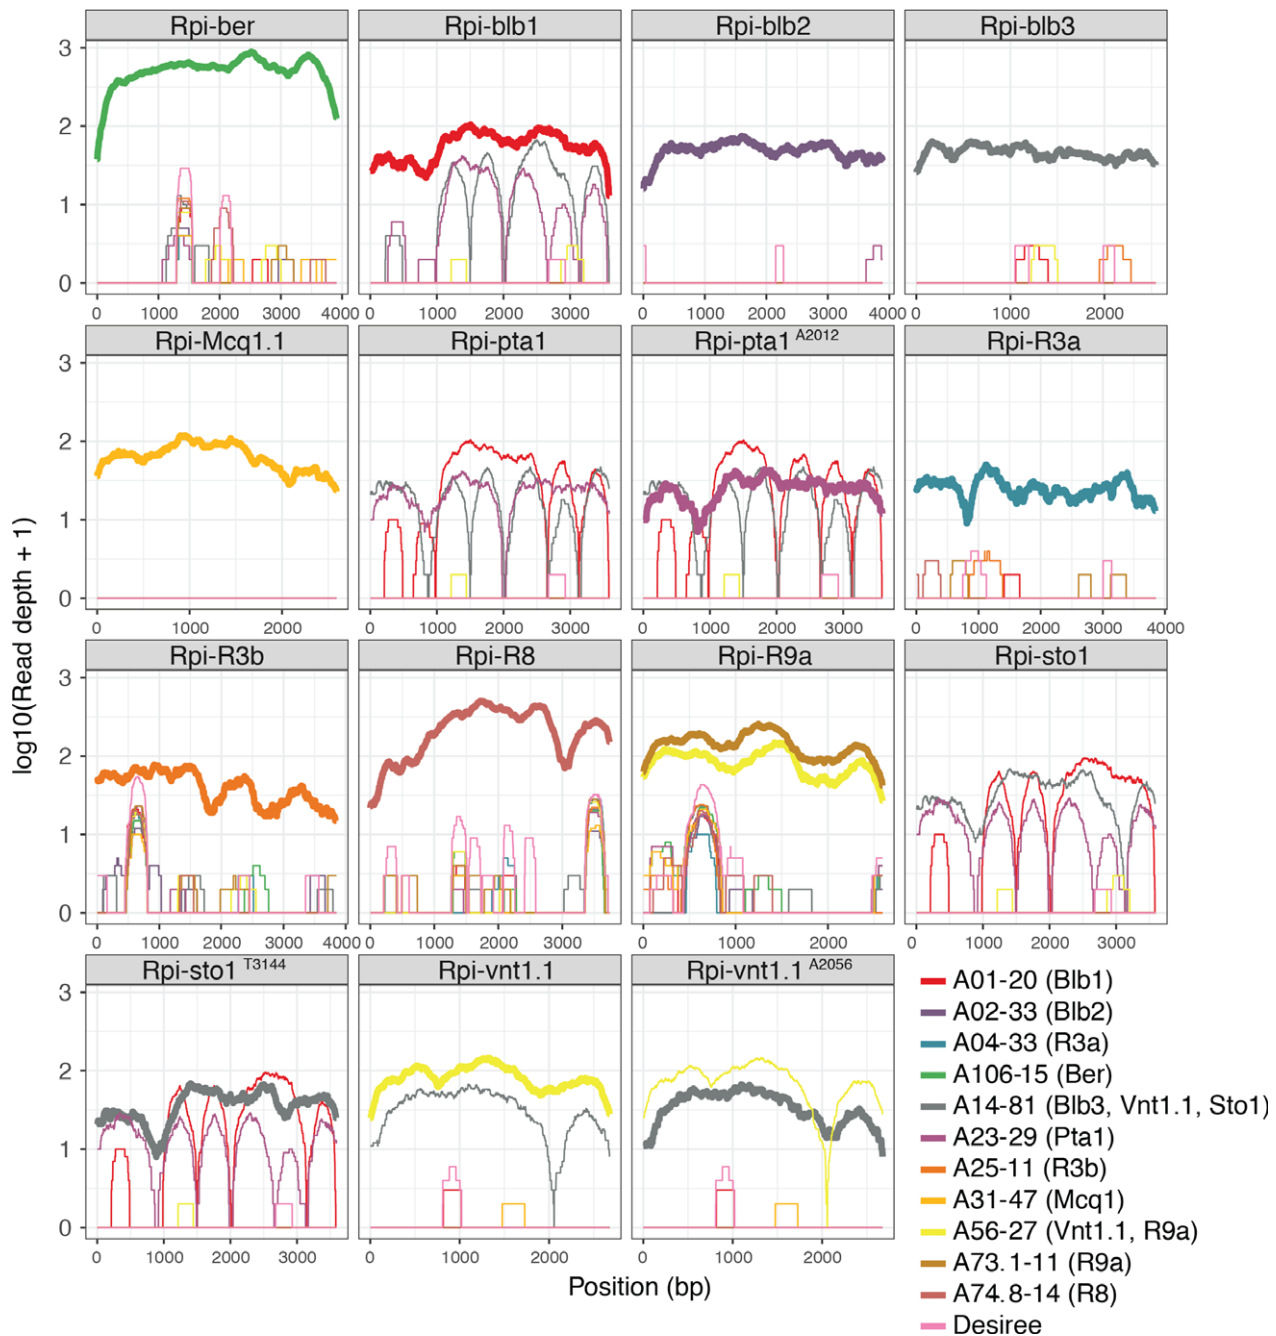 Rpi-ber Rpi-blb1 Rpi-blb2 Rpi-blb3
3
2
1
0
0 1000 2000 3000 4000 0 1000 2000 3000 0 1000 2000 3000 4000 0 1000 2000
Rpi-Mcq1.1 Rpi-pta1 Rpi-pta1 A2012 Rpi-R3a
3
2
1
0
0 1000 2000 0 1000 2000 3000 0 1000 2000 3000 0 1000 2000 3000 4000
Rpi-R3b Rpi-R8 Rpi-R9a Rpi-sto1
3
2
1
0
0 1000 2000 3000 4000 0 1000 2000 3000 0 1000 2000 0 1000 2000 3000
Rpi-sto1 T3144 Rpi-vnt1.1 Rpi-vnt1.1 A2056
3
2
1
0
0 1000 2000 3000 0 1000 2000 0 1000 2000
log10(Read depth + 1)
Position (bp)
A01-20 (Blb1)
A02-33 (Blb2)
A04-33 (R3a)
A106-15 (Ber)
A14-81 (Blb3, Vnt1.1, Sto1)
A23-29 (Pta1)
A25-11 (R3b)
A31-47 (Mcq1)
A56-27 (Vnt1.1, R9a)
A73.1-11 (R9a)
A74.8-14 (R8)
Desiree